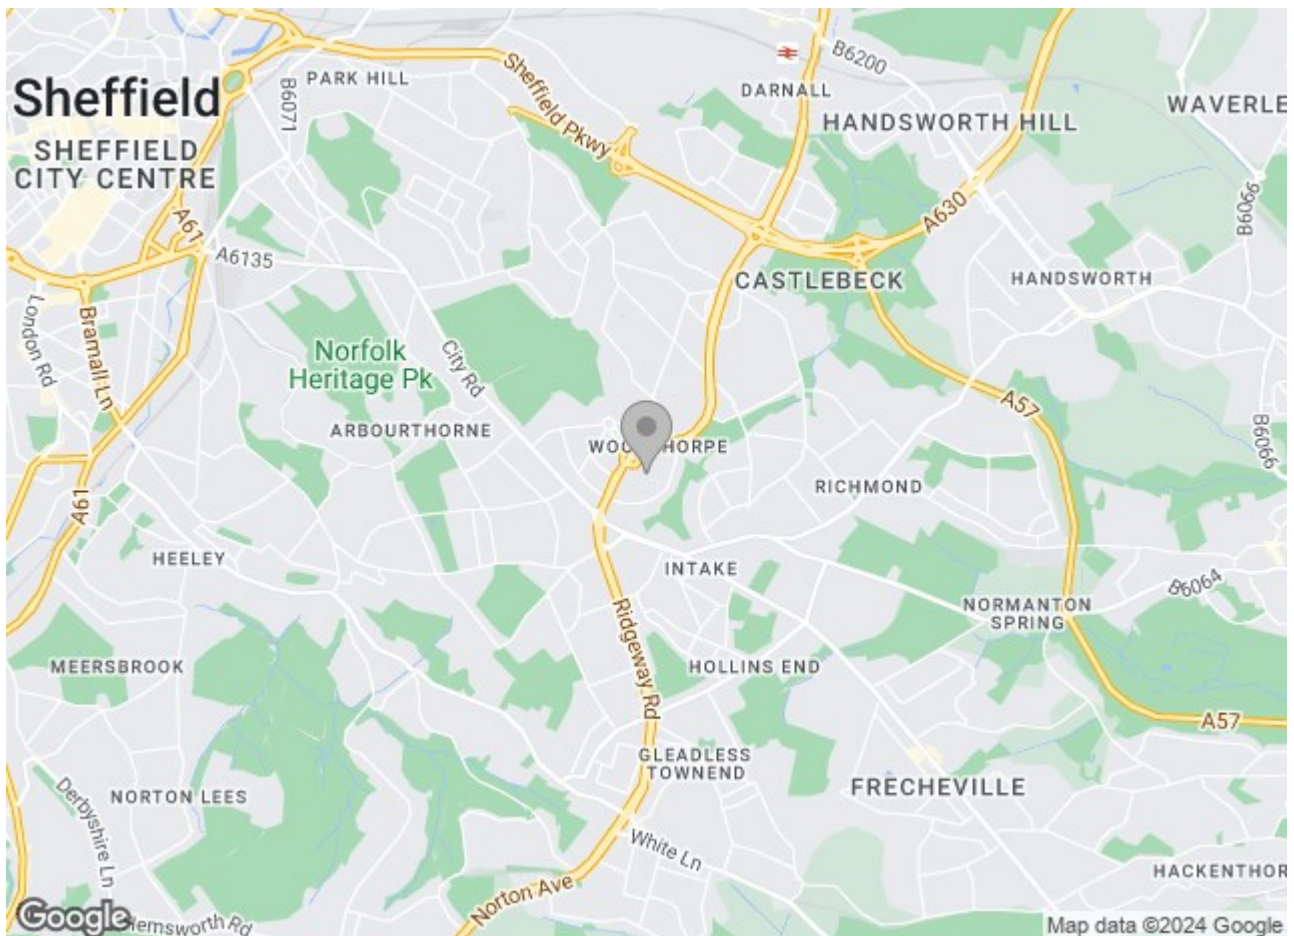 Sheffield
SHEFFIELD
CITY CENTRE
PARK HILL
B6071
Sheffield Pkwy
DARNALL
B6200
HANDSWORTH HILL
WAVERLE
A61
A6135
A630
B6066
CASTLEBECK
HANDSWORTH
London Rd
Bramall Ln
Norfolk
Heritage Pk
City Rd
A57
ARBOURTHORNE
B6066
RICHMOND
A61
HEELEY
INTAKE
B6064
NORMANTON
SPRING
Ridgeway Rd
MEERSBROOK
HOLLINS END
A57
GLEADLESS
TOWNEND
FRECHEVILLE
NORTON LEES
Derbyshire Ln
White Ln
HACKENTHOR
Norton Ave
Google
Hemsworth Rd
Map data ©2024 Google